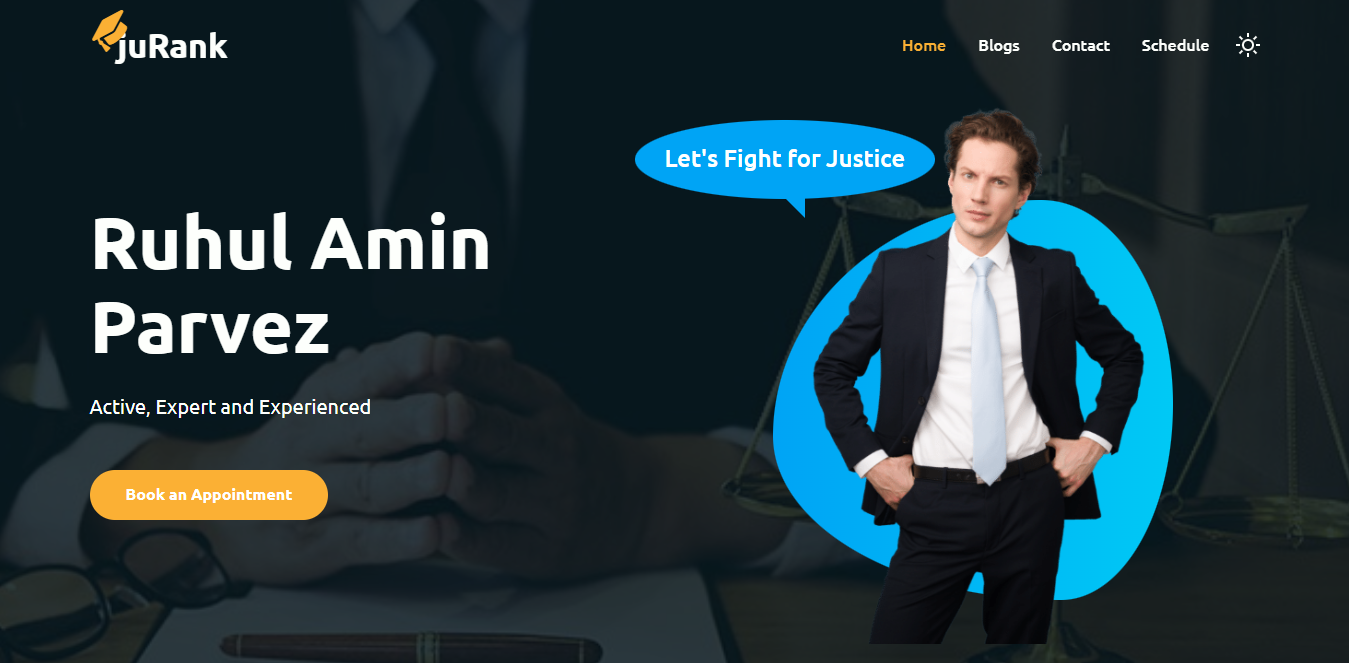 juRank
Home
Blogs
Contact
Schedule
Let's Fight for Justice
Ruhul Amin
Parvez
Active, Expert and Experienced
Book an Appointment